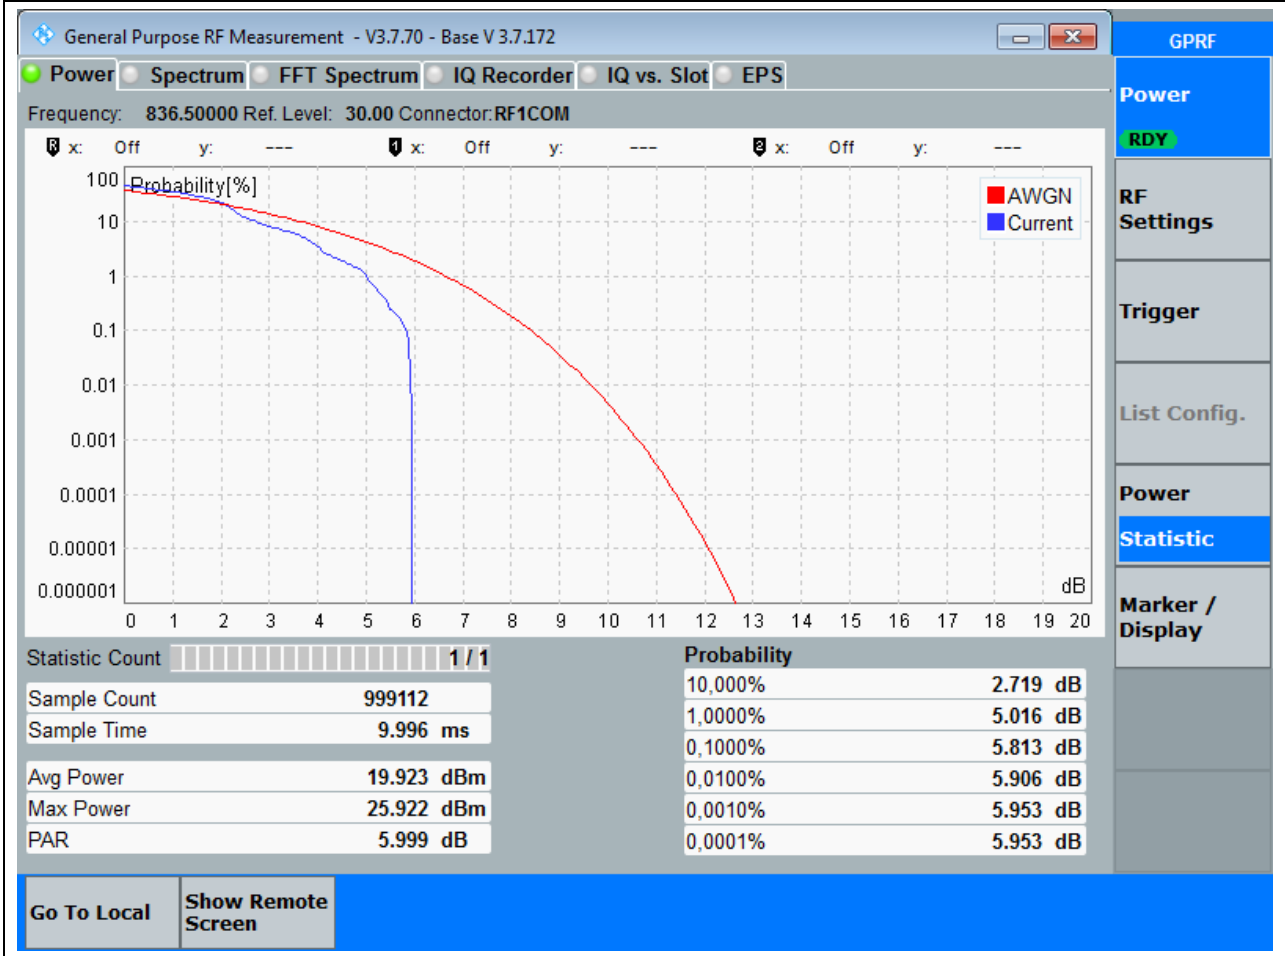 General Purpose RF Measurement - V3.7.70 - Base V 3.7.172
GPRF
Power Spectrum FFT Spectrum IQ Recorder IQ vs. Slot EPS
Frequency: 836.50000 Ref. Level: 30.00 Connector: RF1COM
R x: Off y: --- 1 x: Off y: --- 2 x: Off y: ---
Probability[%]
AWGN
Current
100
10
1
0.1
0.01
0.001
0.0001
0.00001
0.000001
dB
0 1 2 3 4 5 6 7 8 9 10 11 12 13 14 15 16 17 18 19 20
Statistic Count 1 / 1
Sample Count 999112
Sample Time 9.996 ms
Avg Power 19.923 dBm
Max Power 25.922 dBm
PAR 5.999 dB
Probability
10,000% 2.719 dB
1,0000% 5.016 dB
0,1000% 5.813 dB
0,0100% 5.906 dB
0,0010% 5.953 dB
0,0001% 5.953 dB
Power
RDY
RF
Settings
Trigger
List Config.
Power
Statistic
Marker /
Display
Go To Local
Show Remote
Screen